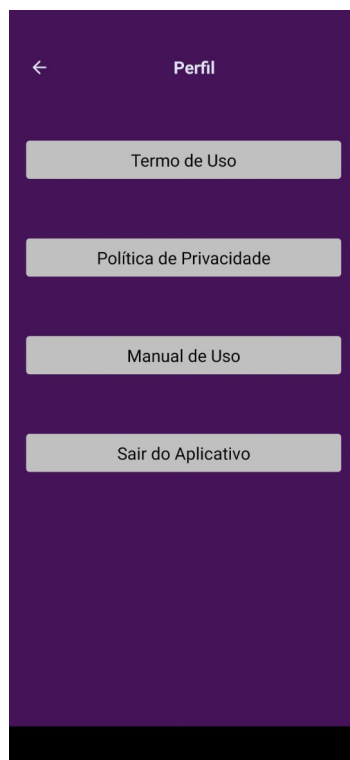 Perfil
Termo de Uso
Política de Privacidade
Manual de Uso
Sair do Aplicativo